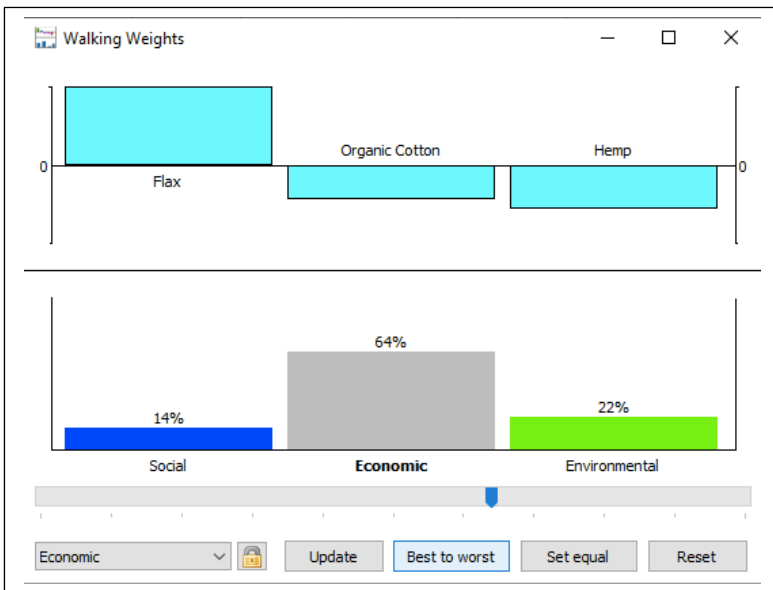 Walking Weights
Organic Cotton Hemp
0 0
Flax
64%
14% 22%
Social Economic Environmental
Economic Update Best to worst Set equal Reset